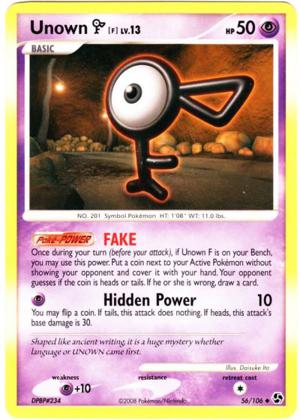 Unown F [F] LV.13 HP 50
BASIC
NO. 201 Symbol Pokémon HT: 1'08" WT: 11.0 lbs.
Poké-POWER FAKE
Once during your turn (before your attack), if Unown F is on your Bench,
you may use this power. Put a coin next to your Active Pokémon without
showing your opponent and cover it with your hand. Your opponent
guesses if the coin is heads or tails. If he or she is wrong, draw a card.
Hidden Power 10
You may flip a coin. If tails, this attack does nothing. If heads, this attack's
base damage is 30.
Shaped like ancient writing, it is a huge mystery whether
language or UNOWN came first.
weakness resistance retreat cost
+10
Illus. Daisuke Ito
DPBP#234 ©2008 Pokémon/Nintendo. 56/106